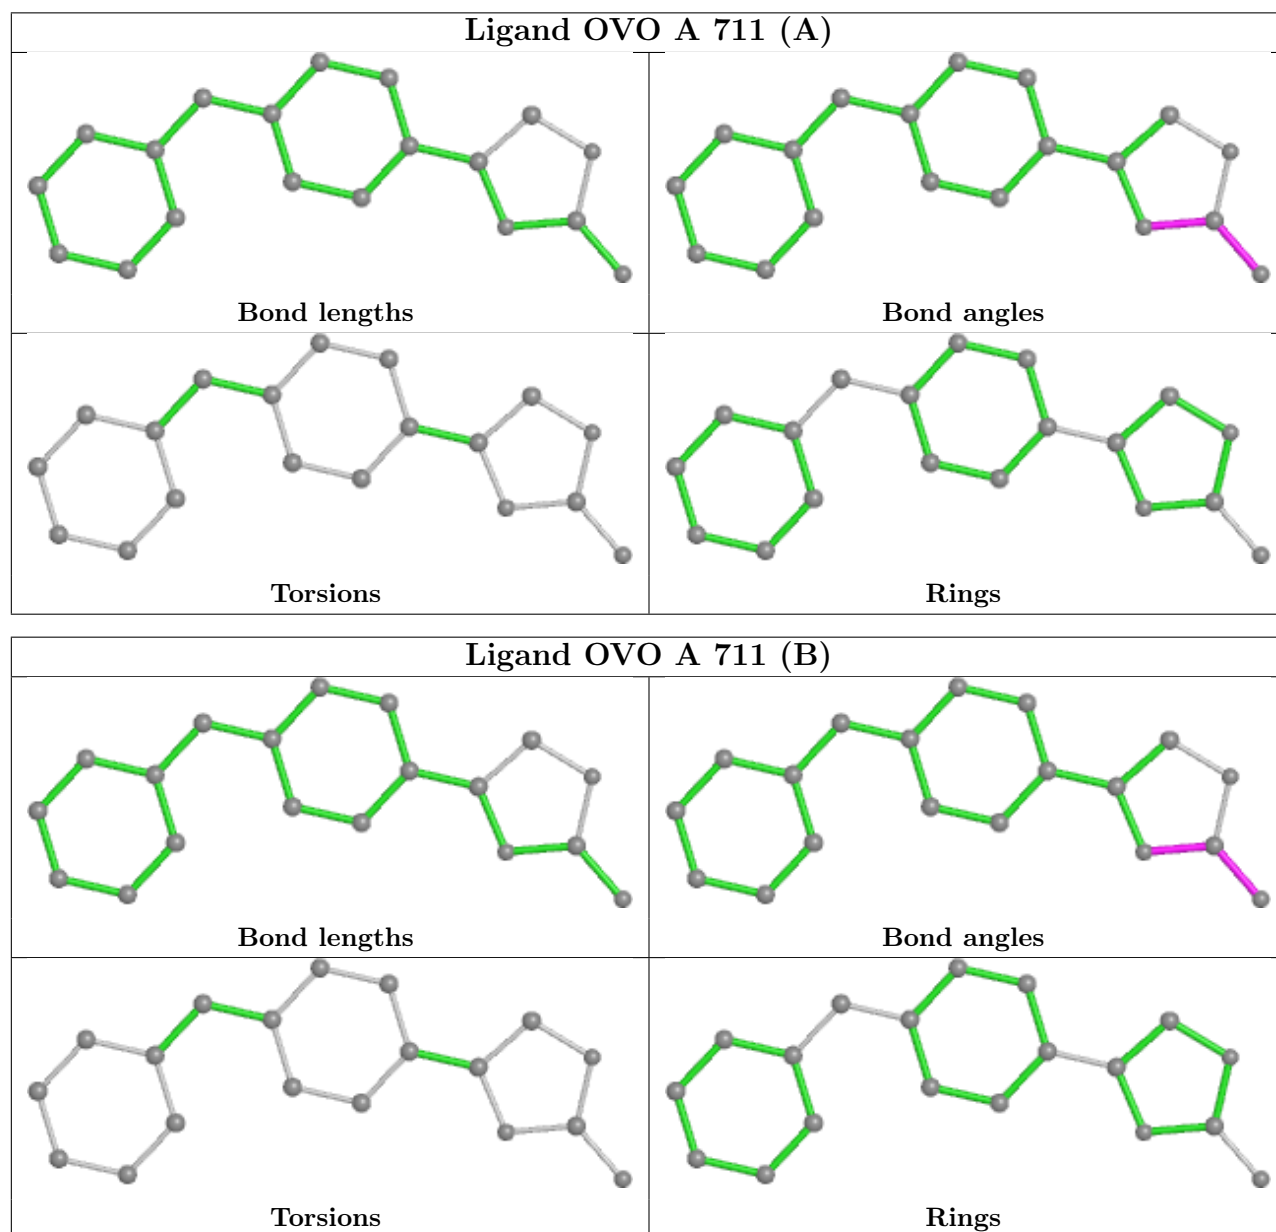 Ligand OVO A 711 (A)
Bond lengths
Bond angles
Torsions
Rings
Ligand OVO A 711 (B)
Bond lengths
Bond angles
Torsions
Rings